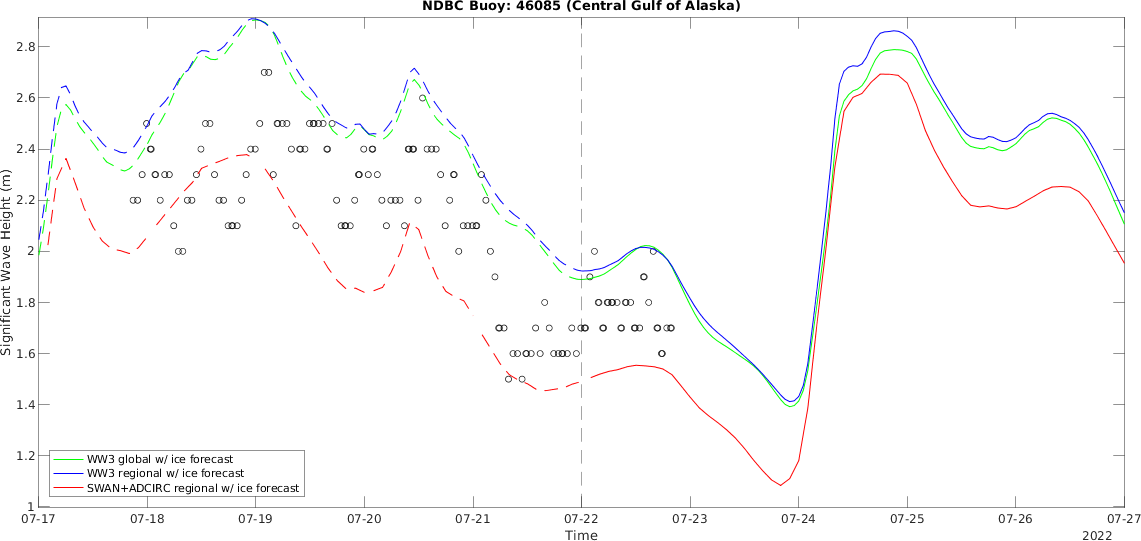 NDBC Buoy: 46085 (Central Gulf of Alaska)
Significant Wave Height (m)
2.8
2.6
2.4
2.2
2
1.8
1.6
1.4
1.2
1
WW3 global w/ ice forecast
WW3 regional w/ ice forecast
SWAN+ADCIRC regional w/ ice forecast
07-17 07-18 07-19 07-20 07-21 07-22 07-23 07-24 07-25 07-26 07-27
Time
2022